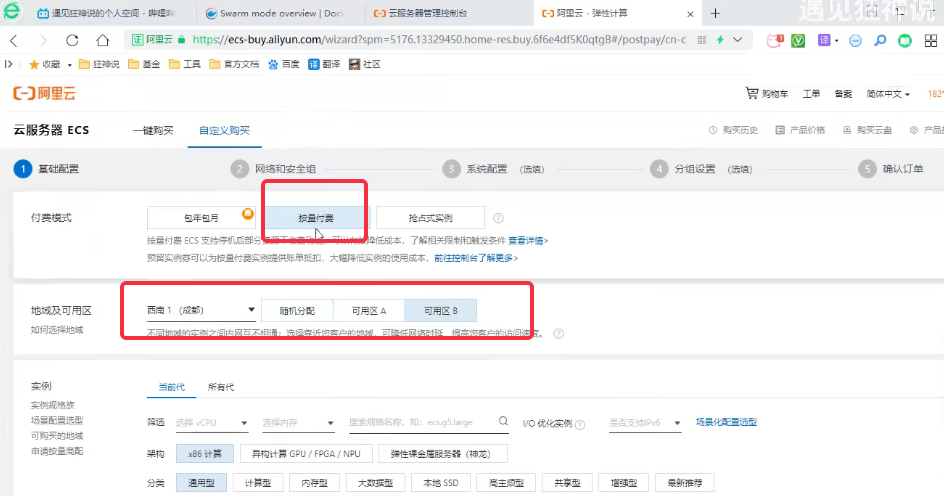 遇见狂神说的个人空间 - 哔哩哔 Swarm mode overview | Doc 云服务器管理控制台 阿里云 - 弹性计算
遇见狂神说
阿里云 https://ecs-buy.aliyun.com/wizard?spm=5176.13329450.home-res.buy.6f6e4df5K0qtgB#/postpay/cn-c
收藏 狂神说 基金 工具 官方文档 百度 翻译 社区
阿里云 购物车 工单 备案 简体中文 182*
云服务器 ECS 一键购买 自定义购买 购买历史 产品价格 购买云盘 产品
1 基础配置 2 网络和安全组 3 系统配置 (选填) 4 分组设置 (选填) 5 确认订单
付费模式 包年包月 按量付费 抢占式实例
按量付费 ECS 支持停机后部分资源不收费 降低成本，了解相关限制和触发条件 查看详情>
预留实例券可以为按量付费实例提供账单抵扣，大幅降低实例的使用成本，前往控制台了解更多>
地域及可用区 西南 1（成都） 随机分配 可用区 A 可用区 B
如何选择地域 不同地域的实例之间内网互不相通；选择靠近您客户的地域，可降低网络时延、提高您客户的访问速度。
实例 当前代 所有代
实例规格族
场景配置选型 筛选 选择 vCPU 选择内存 搜索规格名称，如：ecs.g5.large I/O 优化实例 是否支持IPv6 场景化配置选型
可购买的地域
申请按量高配 架构 x86 计算 异构计算 GPU / FPGA / NPU 弹性裸金属服务器（神龙）
分类 通用型 计算型 内存型 大数据型 本地 SSD 高主频型 共享型 增强型 最新推荐